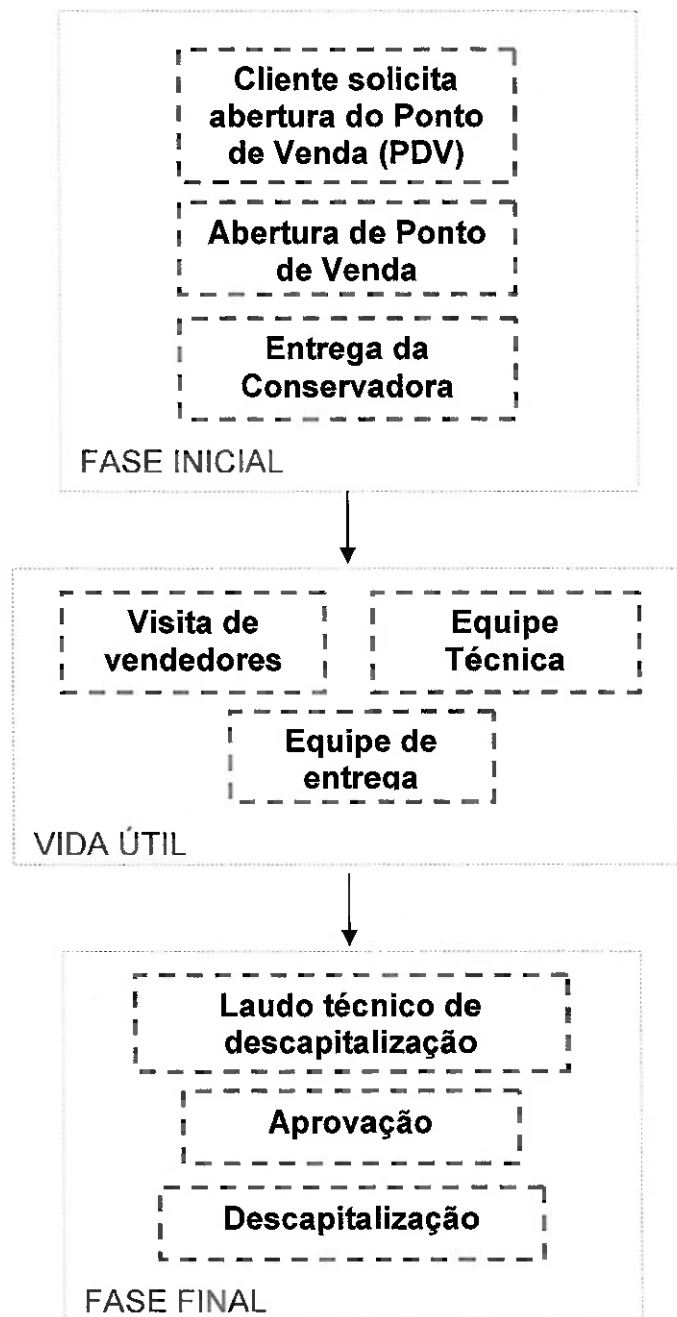 Cliente solicita
abertura do Ponto
de Venda (PDV)
Abertura de Ponto
de Venda
Entrega da
Conservadora
FASE INICIAL
Visita de
vendedores
Equipe
Técnica
Equipe de
entrega
VIDA ÚTIL
Laudo técnico de
descapitalização
Aprovação
Descapitalização
FASE FINAL